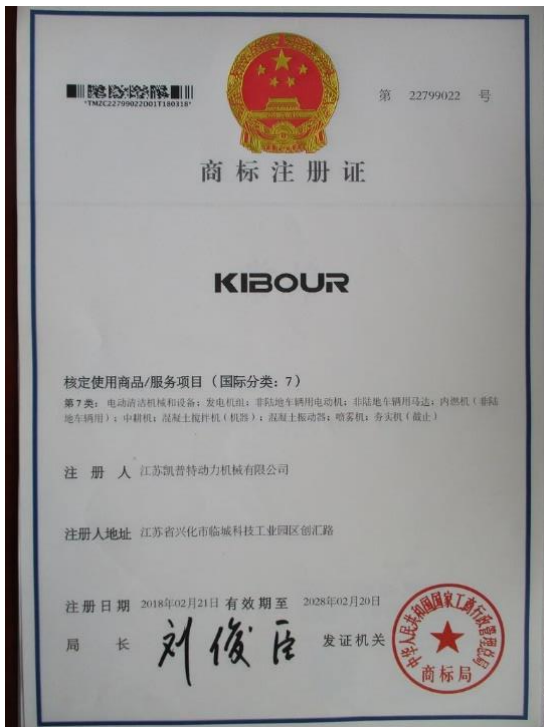 *TMZC22799022D01T180318*
第 22799022 号
商标注册证
KIBOUR
核定使用商品/服务项目（国际分类：7）
第7类：电动清洁机械和设备；发电机组；非陆地车辆用电动机；非陆地车辆用马达；内燃机（非陆
地车辆用）；中耕机；混凝土搅拌机（机器）；混凝土振动器；喷雾机；夯实机（截止）
注册人 江苏凯普特动力机械有限公司
注册人地址 江苏省兴化市临城科技工业园区创汇路
注册日期 2018年02月21日 有效期至 2028年02月20日
局长 刘俊臣 发证机关
中华人民共和国国家工商行政管理总局
商标局